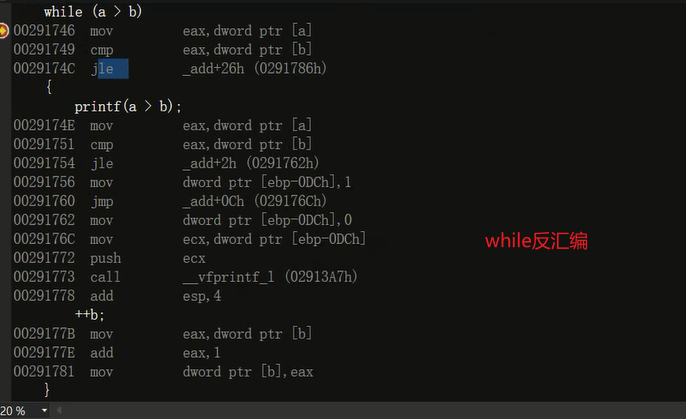 while (a > b)
00291746 mov eax,dword ptr [a]
00291749 cmp eax,dword ptr [b]
0029174C jle _add+26h (0291786h)
{
printf(a > b);
0029174E mov eax,dword ptr [a]
00291751 cmp eax,dword ptr [b]
00291754 jle _add+2h (0291762h)
00291756 mov dword ptr [ebp-0DCh],1
00291760 jmp _add+0Ch (029176Ch)
00291762 mov dword ptr [ebp-0DCh],0
0029176C mov ecx,dword ptr [ebp-0DCh]
while反汇编
00291772 push ecx
00291773 call __vfprintf_l (02913A7h)
00291778 add esp,4
++b;
0029177B mov eax,dword ptr [b]
0029177E add eax,1
00291781 mov dword ptr [b],eax
}
20 %